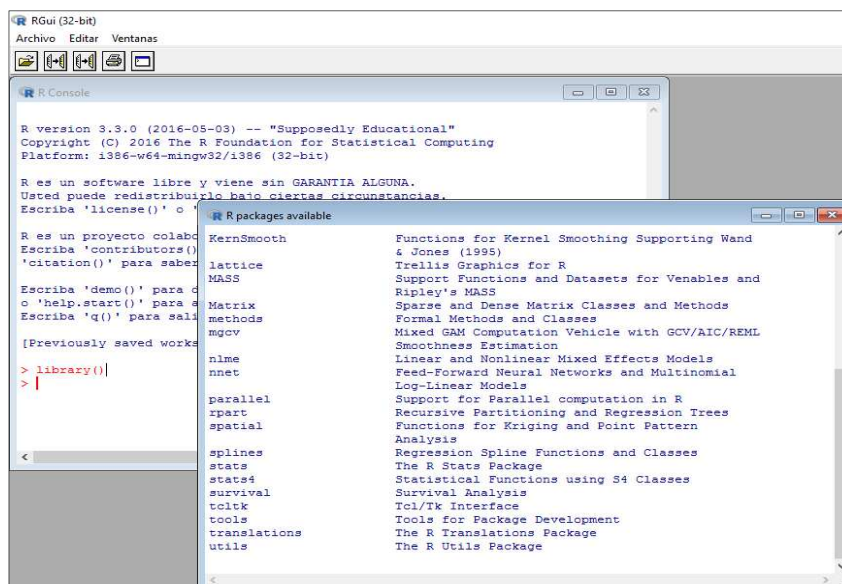 RGui (32-bit)
Archivo Editar Ventanas
R Console
R version 3.3.0 (2016-05-03) -- "Supposedly Educational"
Copyright (C) 2016 The R Foundation for Statistical Computing
Platform: i386-w64-mingw32/i386 (32-bit)
R es un software libre y viene sin GARANTIA ALGUNA.
Usted puede redistribuirlo bajo ciertas circunstancias.
Escriba 'license()' o '
R es un proyecto colabo
Escriba 'contributors()
'citation()' para saber
Escriba 'demo()' para d
o 'help.start()' para a
Escriba 'q()' para sali
[Previously saved works
> library()
>
R packages available
KernSmooth Functions for Kernel Smoothing Supporting Wand
& Jones (1995)
lattice Trellis Graphics for R
MASS Support Functions and Datasets for Venables and
Ripley's MASS
Matrix Sparse and Dense Matrix Classes and Methods
methods Formal Methods and Classes
mgcv Mixed GAM Computation Vehicle with GCV/AIC/REML
Smoothness Estimation
nlme Linear and Nonlinear Mixed Effects Models
nnet Feed-Forward Neural Networks and Multinomial
Log-Linear Models
parallel Support for Parallel computation in R
rpart Recursive Partitioning and Regression Trees
spatial Functions for Kriging and Point Pattern
Analysis
splines Regression Spline Functions and Classes
stats The R Stats Package
stats4 Statistical Functions using S4 Classes
survival Survival Analysis
tcltk Tcl/Tk Interface
tools Tools for Package Development
translations The R Translations Package
utils The R Utils Package